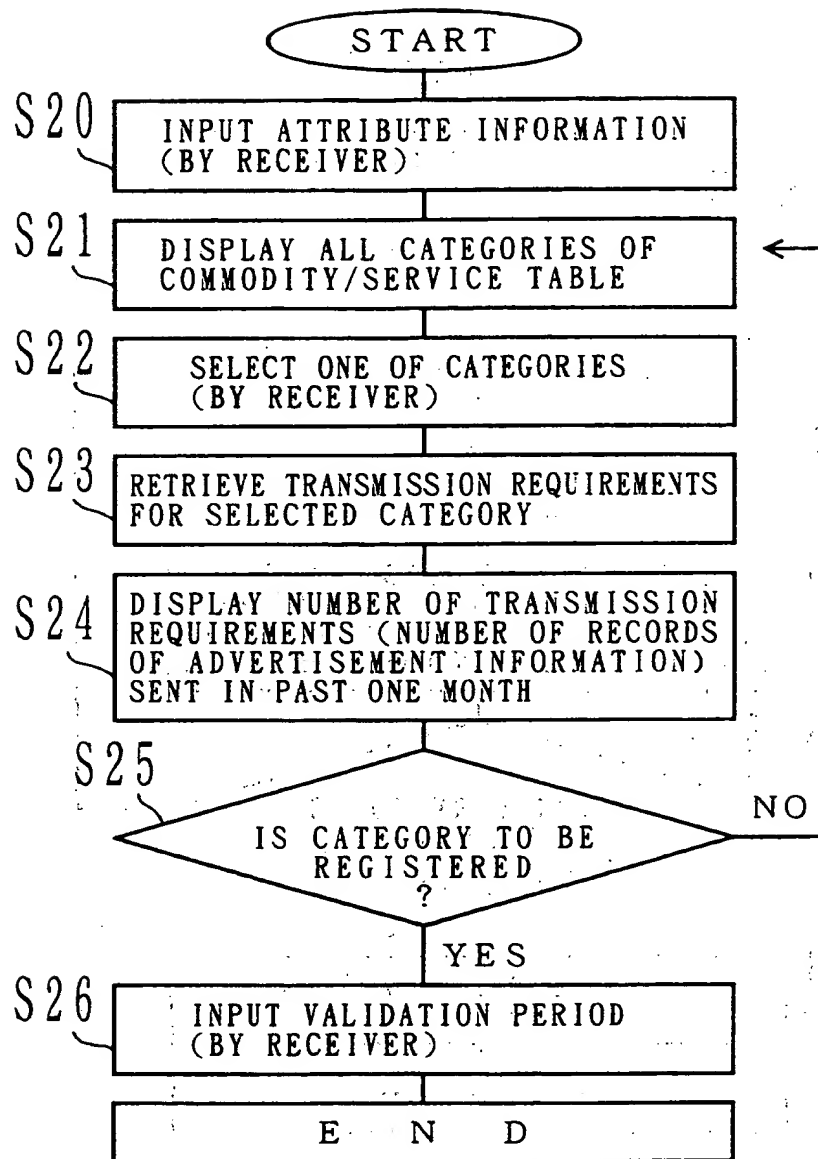 START
S20
INPUT ATTRIBUTE INFORMATION
(BY RECEIVER)
S21
DISPLAY ALL CATEGORIES OF
COMMODITY/SERVICE TABLE
S22
SELECT ONE OF CATEGORIES
(BY RECEIVER)
S23
RETRIEVE TRANSMISSION REQUIREMENTS
FOR SELECTED CATEGORY
S24
DISPLAY NUMBER OF TRANSMISSION
REQUIREMENTS (NUMBER OF RECORDS
OF ADVERTISEMENT INFORMATION)
SENT IN PAST ONE MONTH
S25
IS CATEGORY TO BE
REGISTERED
?
NO
YES
S26
INPUT VALIDATION PERIOD
(BY RECEIVER)
END